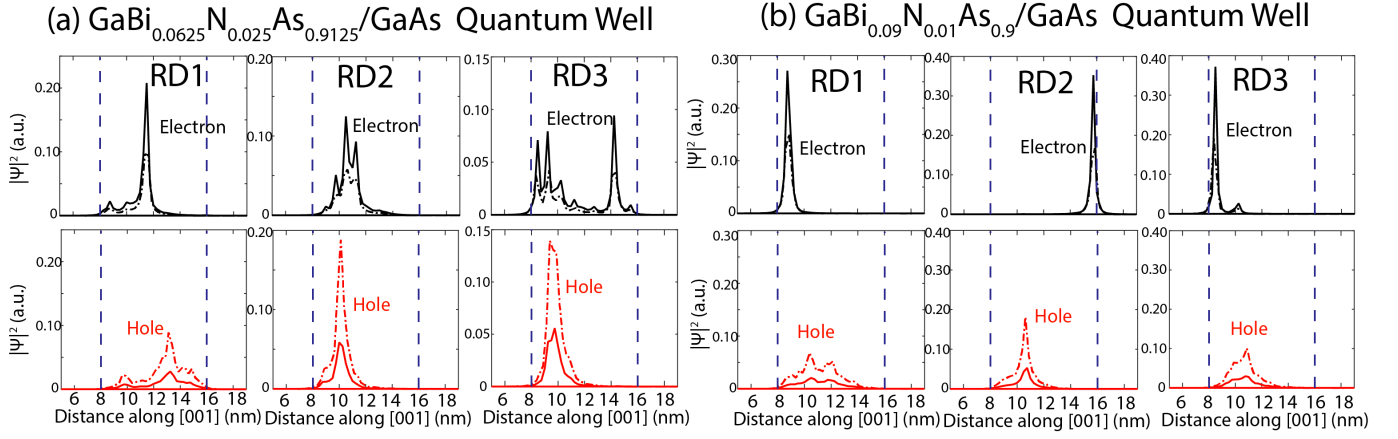 (a) GaBi0.0625N0.025As0.9125/GaAs Quantum Well
(b) GaBi0.09N0.01As0.9/GaAs Quantum Well
|Ψ|² (a.u.)
0.20
0.10
0
RD1
Electron
0.20
0.10
0
RD2
Electron
0.15
0.10
0.05
0
RD3
Electron
|Ψ|² (a.u.)
0.30
0.20
0.10
0
RD1
Electron
0.40
0.30
0.20
0.10
0
RD2
Electron
0.40
0.30
0.20
0.10
0
RD3
Electron
|Ψ|² (a.u.)
0.20
0.10
0
Hole
6 8 10 12 14 16 18
Distance along [001] (nm)
0.20
0.10
0
Hole
6 8 10 12 14 16 18
Distance along [001] (nm)
0.15
0.10
0.05
0
Hole
6 8 10 12 14 16 18
Distance along [001] (nm)
|Ψ|² (a.u.)
0.30
0.20
0.10
0
Hole
6 8 10 12 14 16 18
Distance along [001] (nm)
0.40
0.30
0.20
0.10
0
Hole
6 8 10 12 14 16 18
Distance along [001] (nm)
0.40
0.30
0.20
0.10
0
Hole
6 8 10 12 14 16 18
Distance along [001] (nm)